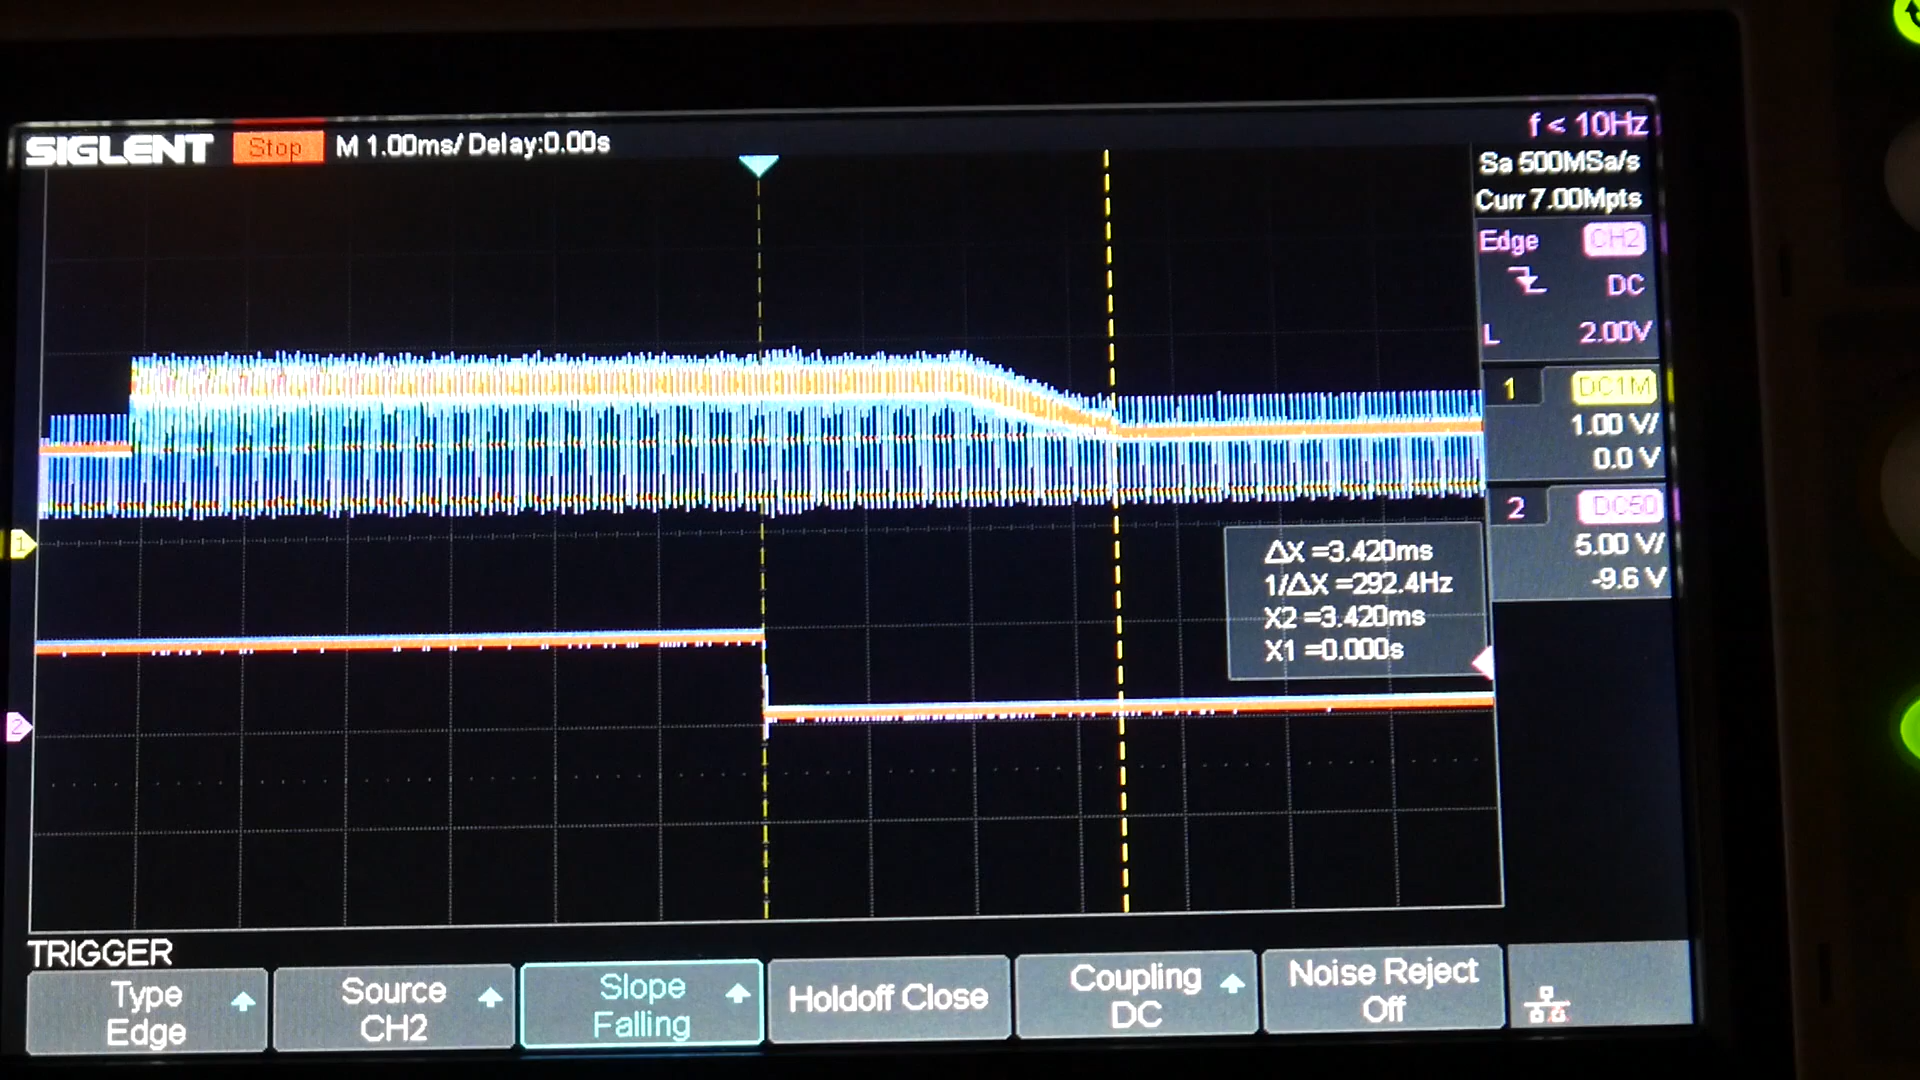 SIGLENT Stop M 1.00ms/ Delay:0.00s
f < 10Hz
Sa 500MSa/s
Curr 7.00Mpts
Edge CH2
DC
L 2.00V
1 DC1M
1.00 V/
0.0 V
2 DC50
5.00 V/
-9.6 V
1
2
ΔX =3.420ms
1/ΔX =292.4Hz
X2 =3.420ms
X1 =0.000s
TRIGGER
Type
Edge
Source
CH2
Slope
Falling
Holdoff Close
Coupling
DC
Noise Reject
Off